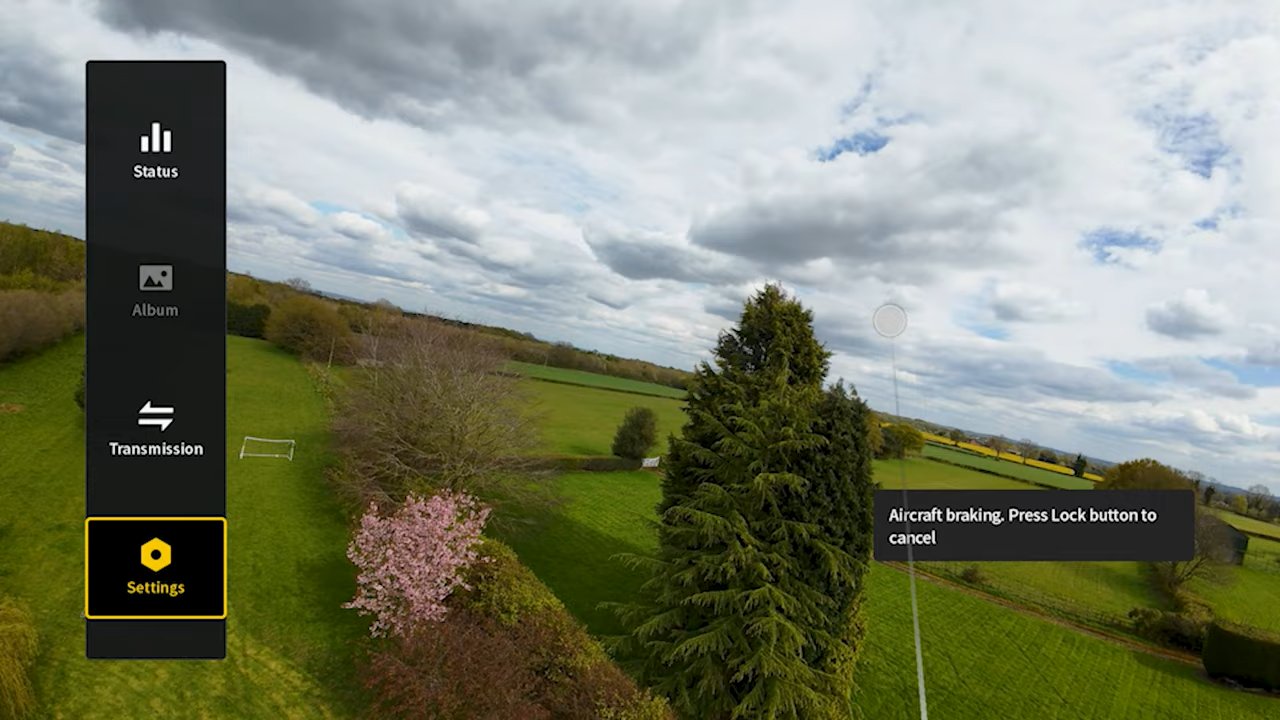 Status
Album
Transmission
Settings
Aircraft braking. Press Lock button to
cancel